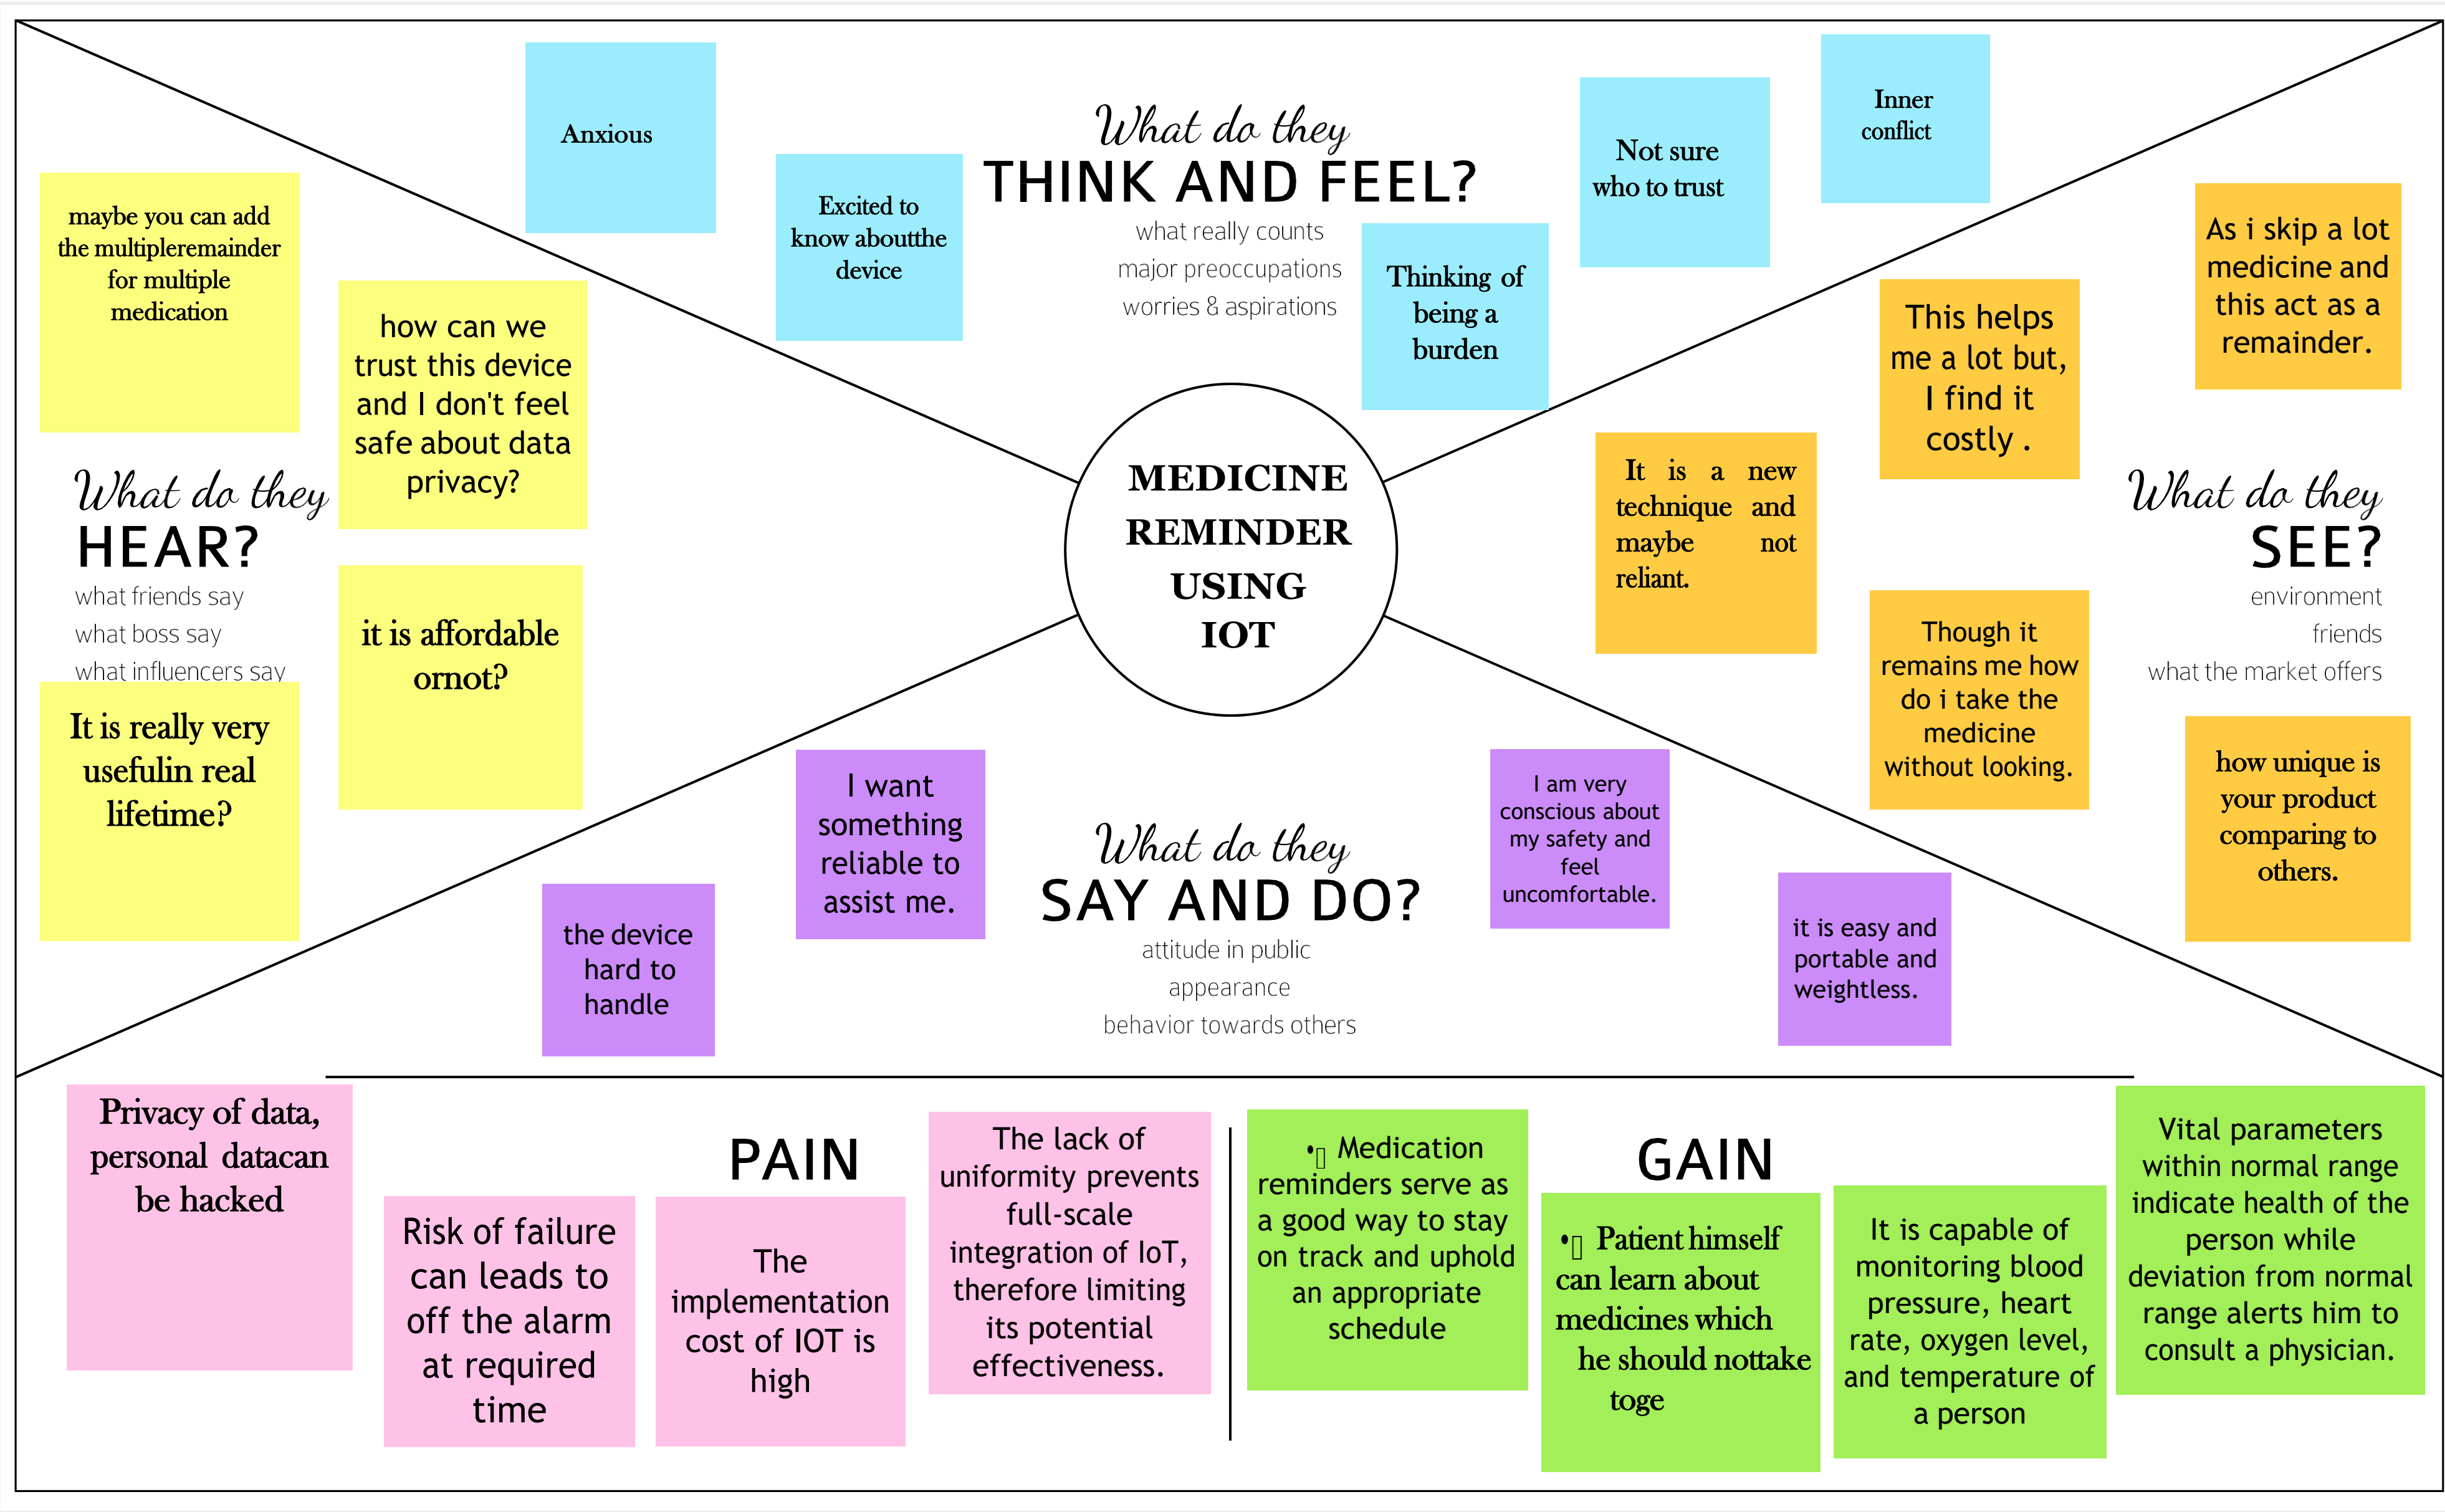 What do they
THINK AND FEEL?
what really counts
major preoccupations
worries & aspirations
Anxious
Excited to
know aboutthe
device
Thinking of
being a
burden
Not sure
who to trust
Inner
conflict
maybe you can add
the multipleremainder
for multiple
medication
how can we
trust this device
and I don't feel
safe about data
privacy?
What do they
HEAR?
what friends say
what boss say
what influencers say
it is affordable
ornot?
It is really very
usefulin real
lifetime?
MEDICINE
REMINDER
USING
IOT
As i skip a lot
medicine and
this act as a
remainder.
This helps
me a lot but,
I find it
costly .
It is a new
technique and
maybe not
reliant.
What do they
SEE?
environment
friends
what the market offers
Though it
remains me how
do i take the
medicine
without looking.
how unique is
your product
comparing to
others.
What do they
SAY AND DO?
attitude in public
appearance
behavior towards others
I want
something
reliable to
assist me.
the device
hard to
handle
I am very
conscious about
my safety and
feel
uncomfortable.
it is easy and
portable and
weightless.
PAIN
Privacy of data,
personal datacan
be hacked
Risk of failure
can leads to
off the alarm
at required
time
The
implementation
cost of IOT is
high
The lack of
uniformity prevents
full-scale
integration of IoT,
therefore limiting
its potential
effectiveness.
GAIN
• Medication
reminders serve as
a good way to stay
on track and uphold
an appropriate
schedule
• Patient himself
can learn about
medicines which
he should nottake
toge
It is capable of
monitoring blood
pressure, heart
rate, oxygen level,
and temperature of
a person
Vital parameters
within normal range
indicate health of the
person while
deviation from normal
range alerts him to
consult a physician.